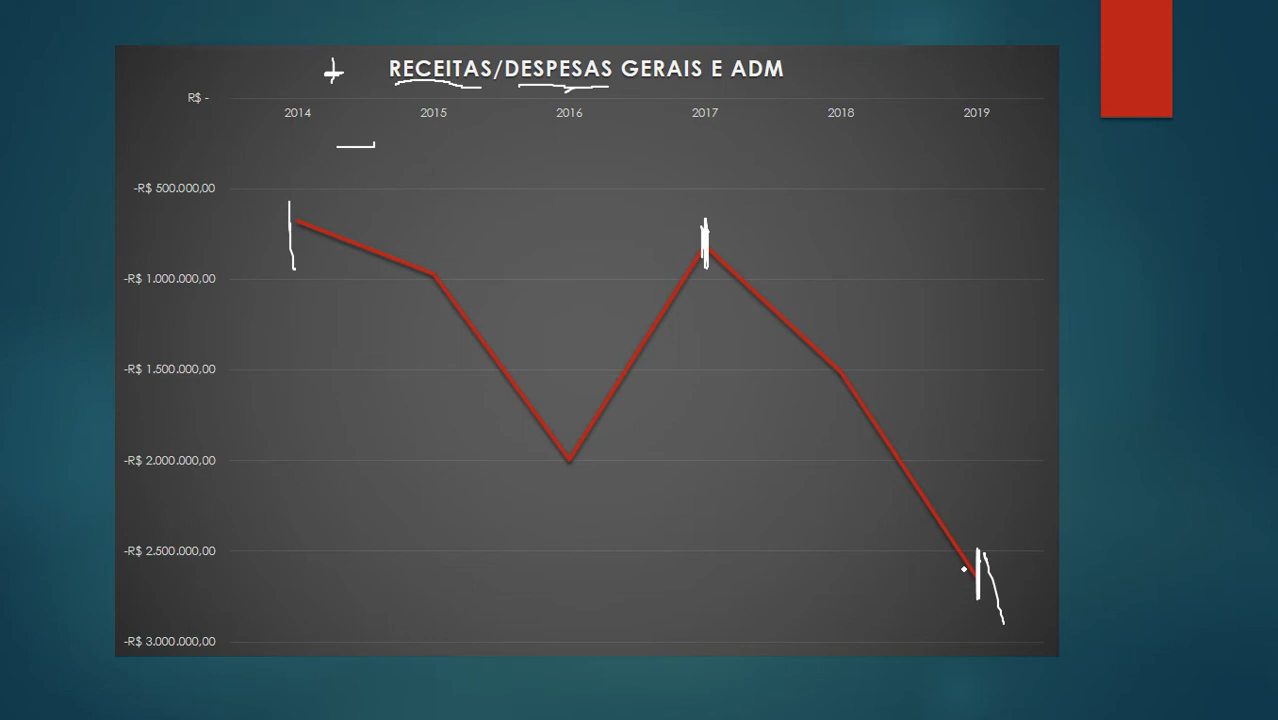 + RECEITAS/DESPESAS GERAIS E ADM
R$ -
2014 2015 2016 2017 2018 2019
-R$ 500.000,00
-R$ 1.000.000,00
-R$ 1.500.000,00
-R$ 2.000.000,00
-R$ 2.500.000,00
-R$ 3.000.000,00